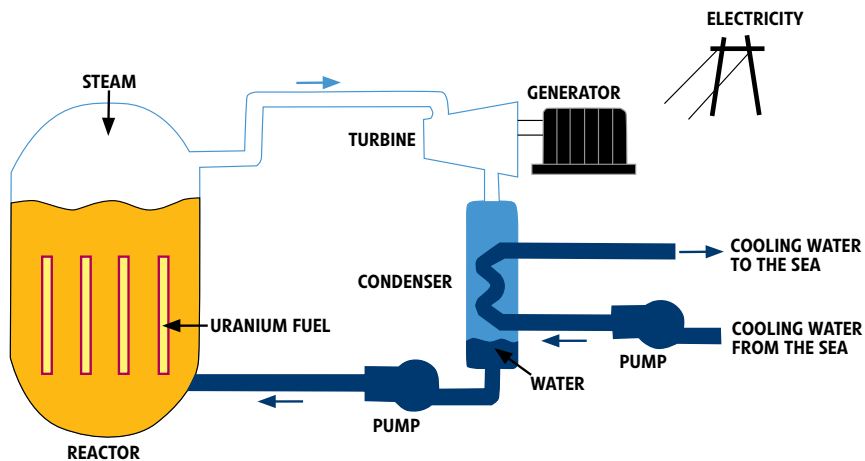 ELECTRICITY
STEAM
GENERATOR
TURBINE
COOLING WATER
TO THE SEA
CONDENSER
URANIUM FUEL
COOLING WATER
FROM THE SEA
PUMP
WATER
PUMP
REACTOR